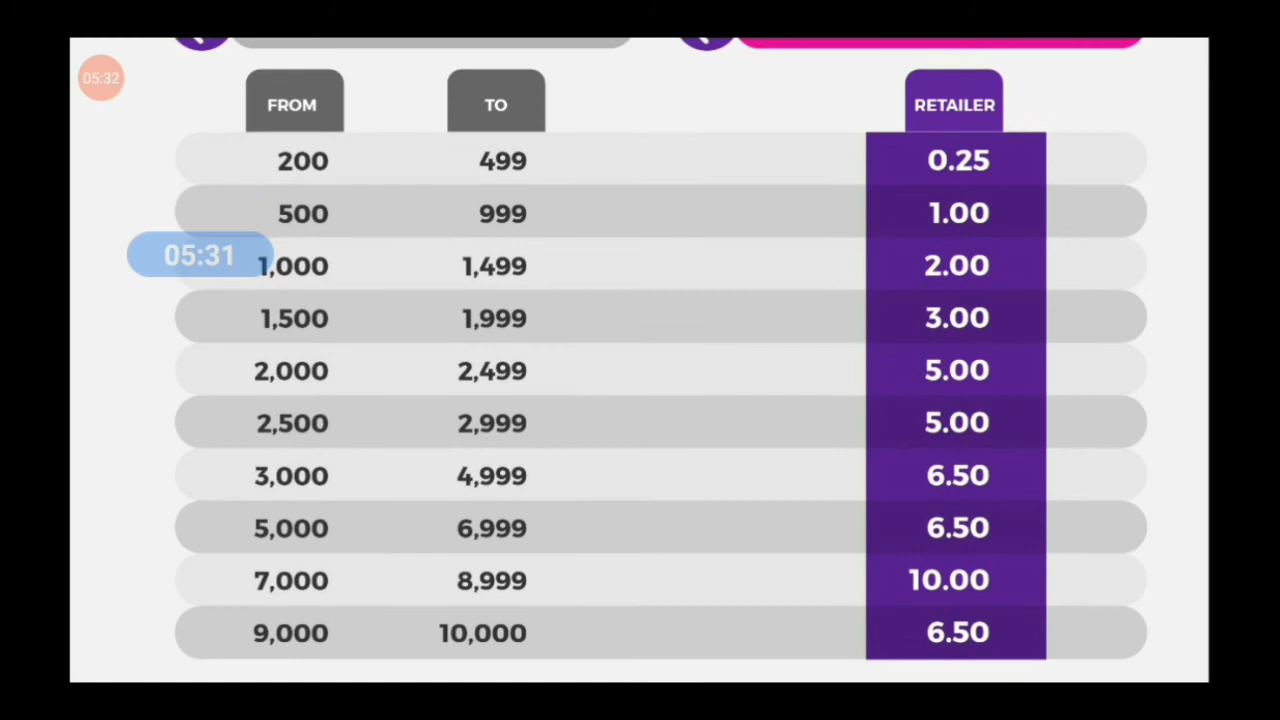 05:32
FROM TO RETAILER
200 499 0.25
500 999 1.00
05:31
1,000 1,499 2.00
1,500 1,999 3.00
2,000 2,499 5.00
2,500 2,999 5.00
3,000 4,999 6.50
5,000 6,999 6.50
7,000 8,999 10.00
9,000 10,000 6.50